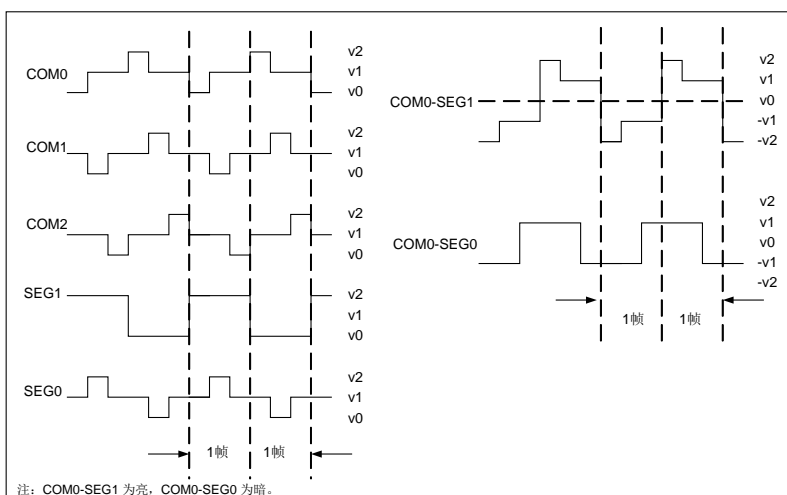 COM0
v2
v1
v0
COM1
v2
v1
v0
COM2
v2
v1
v0
SEG1
v2
v1
v0
SEG0
v2
v1
v0
1帧
1帧
COM0-SEG1
v2
v1
v0
-v1
-v2
COM0-SEG0
v2
v1
v0
-v1
-v2
1帧
1帧
注：COM0-SEG1 为亮，COM0-SEG0 为暗。